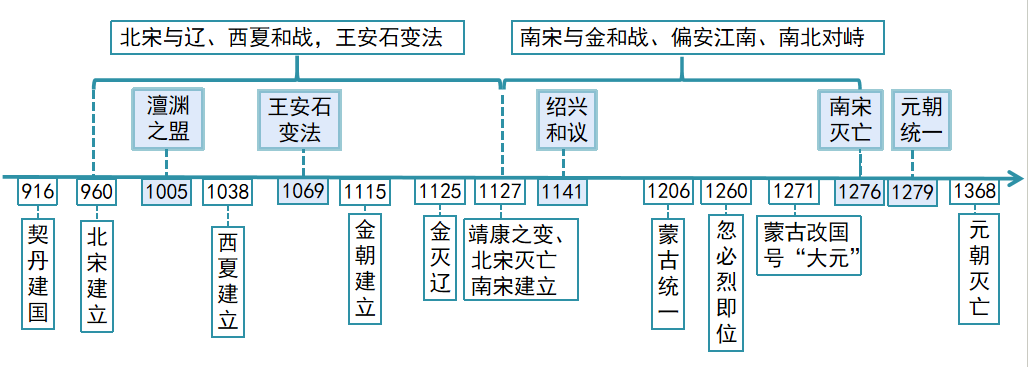 北宋与辽、西夏和战，王安石变法
南宋与金和战、偏安江南、南北对峙
澶渊
之盟
王安石
变法
绍兴
和议
南宋
灭亡
元朝
统一
916
960
1005
1038
1069
1115
1125
1127
1141
1206
1260
1271
1276
1279
1368
契丹建国
北宋建立
西夏建立
金朝建立
金灭辽
靖康之变、
北宋灭亡
南宋建立
蒙古统一
忽必烈即位
蒙古改国
号“大元”
元朝灭亡